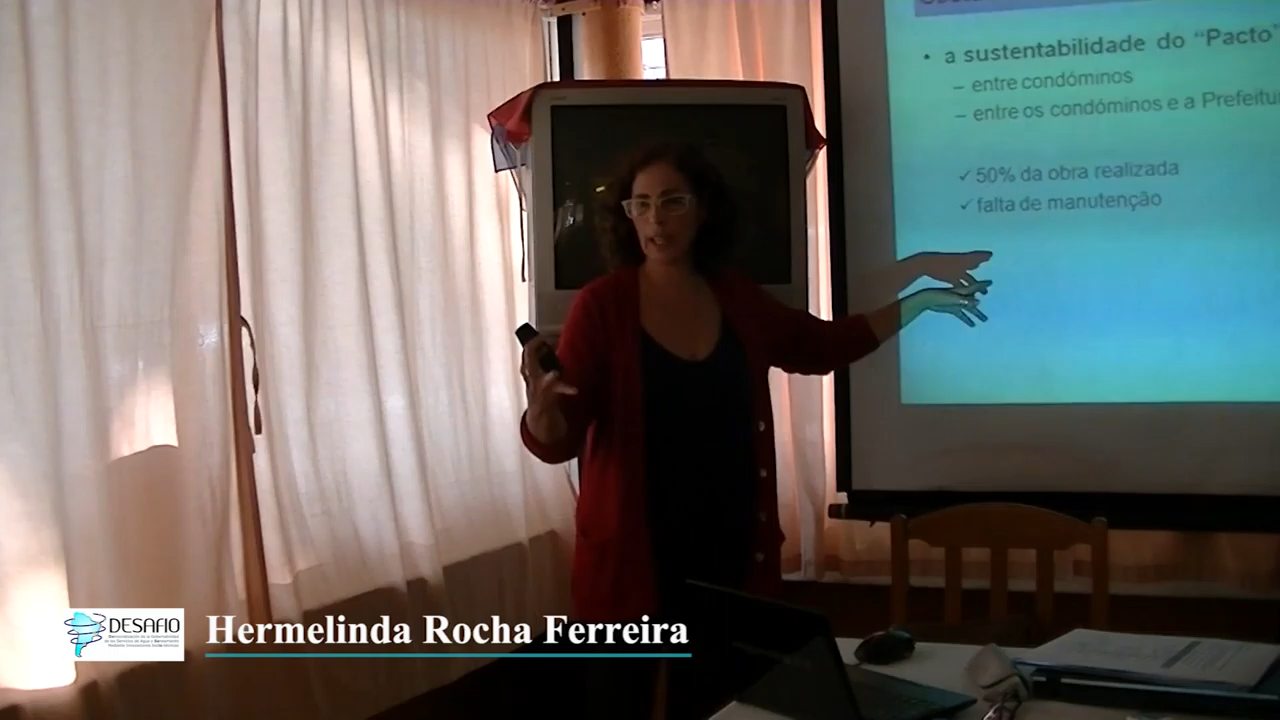 • a sustentabilidade do “Pacto”
– entre condóminos
– entre os condóminos e a Prefeitu
✓ 50% da obra realizada
✓ falta de manutenção
DESAFIO
Hermelinda Rocha Ferreira